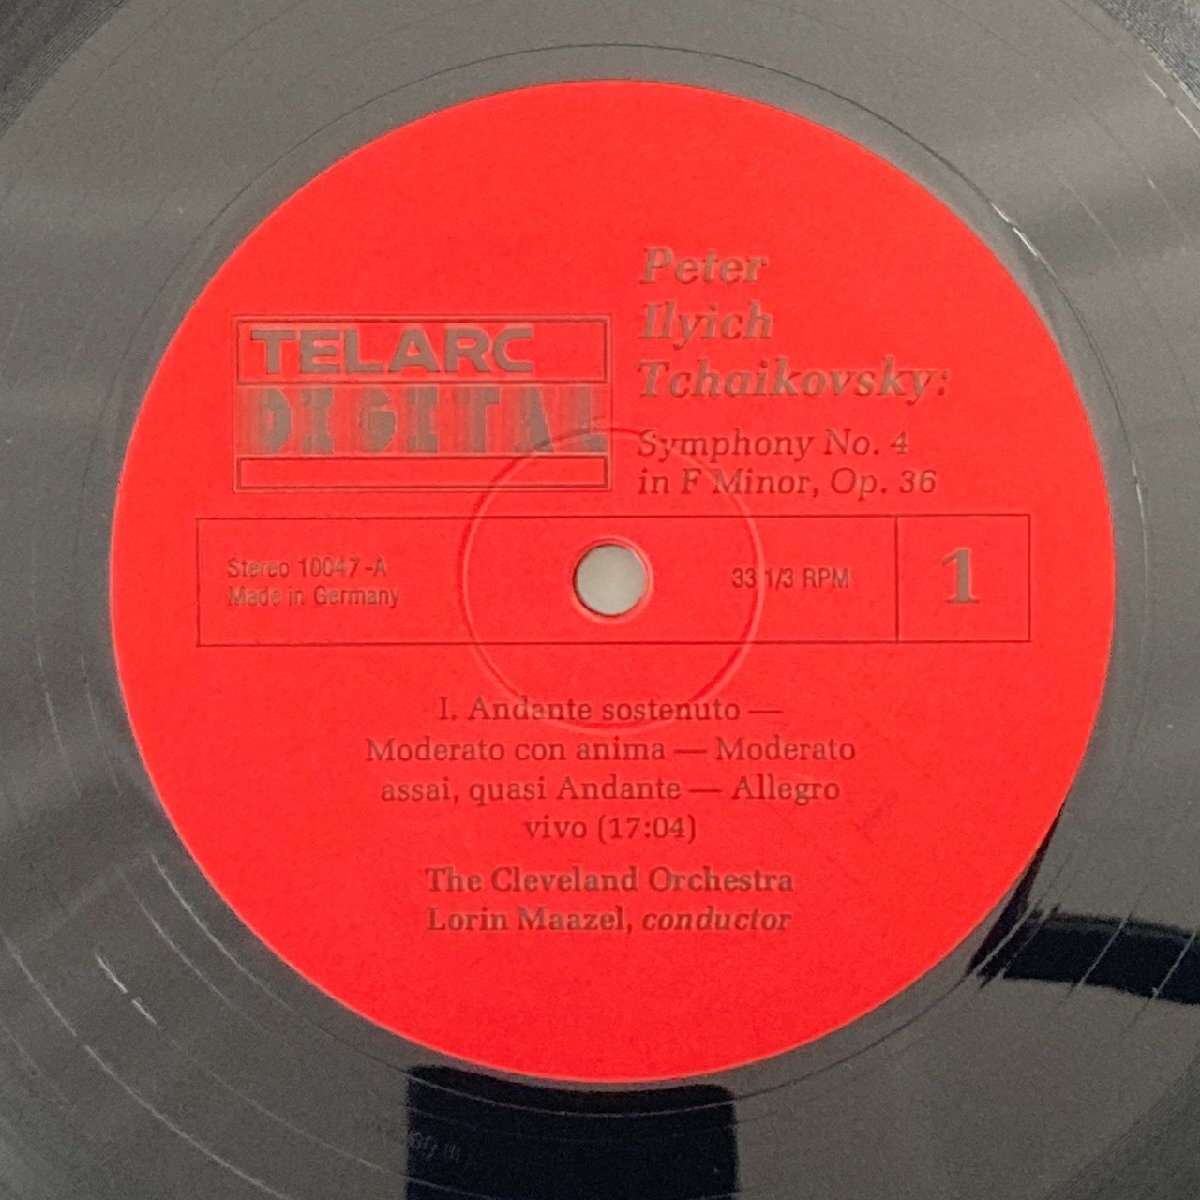 TELARC
DIGITAL
Peter
Ilyich
Tchaikovsky:
Symphony No. 4
in F Minor, Op. 36
Stereo 10047-A
Made in Germany
33 1/3 RPM
1
I. Andante sostenuto —
Moderato con anima — Moderato
assai, quasi Andante — Allegro
vivo (17:04)
The Cleveland Orchestra
Lorin Maazel, conductor